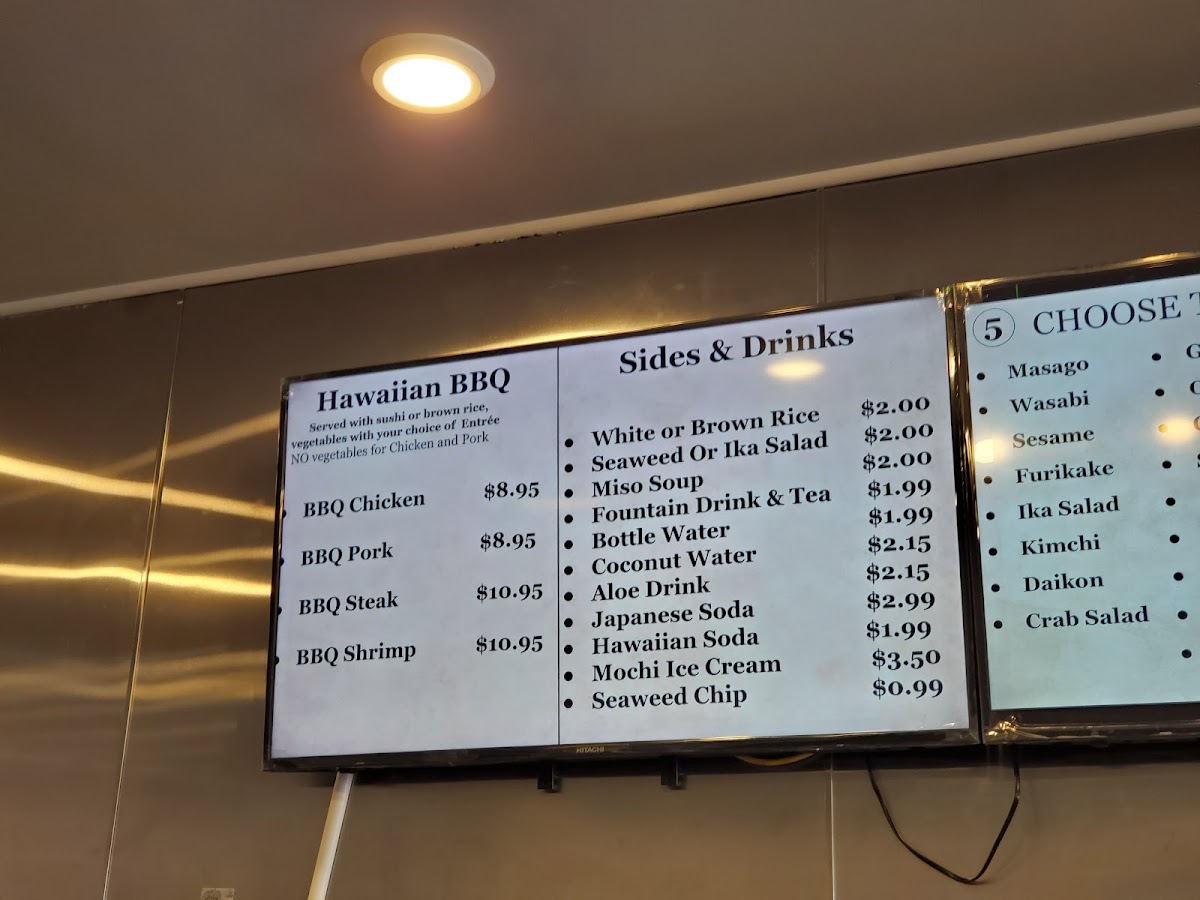 Hawaiian BBQ
Served with sushi or brown rice,
vegetables with your choice of Entrée
NO vegetables for Chicken and Pork
BBQ Chicken $8.95
BBQ Pork $8.95
BBQ Steak $10.95
BBQ Shrimp $10.95
Sides & Drinks
• White or Brown Rice $2.00
• Seaweed Or Ika Salad $2.00
• Miso Soup $2.00
• Fountain Drink & Tea $1.99
• Bottle Water $1.99
• Coconut Water $2.15
• Aloe Drink $2.15
• Japanese Soda $2.99
• Hawaiian Soda $1.99
• Mochi Ice Cream $3.50
• Seaweed Chip $0.99
HITACHI
5 CHOOSE
• Masago
• Wasabi
• Sesame
• Furikake
• Ika Salad
• Kimchi
• Daikon
• Crab Salad